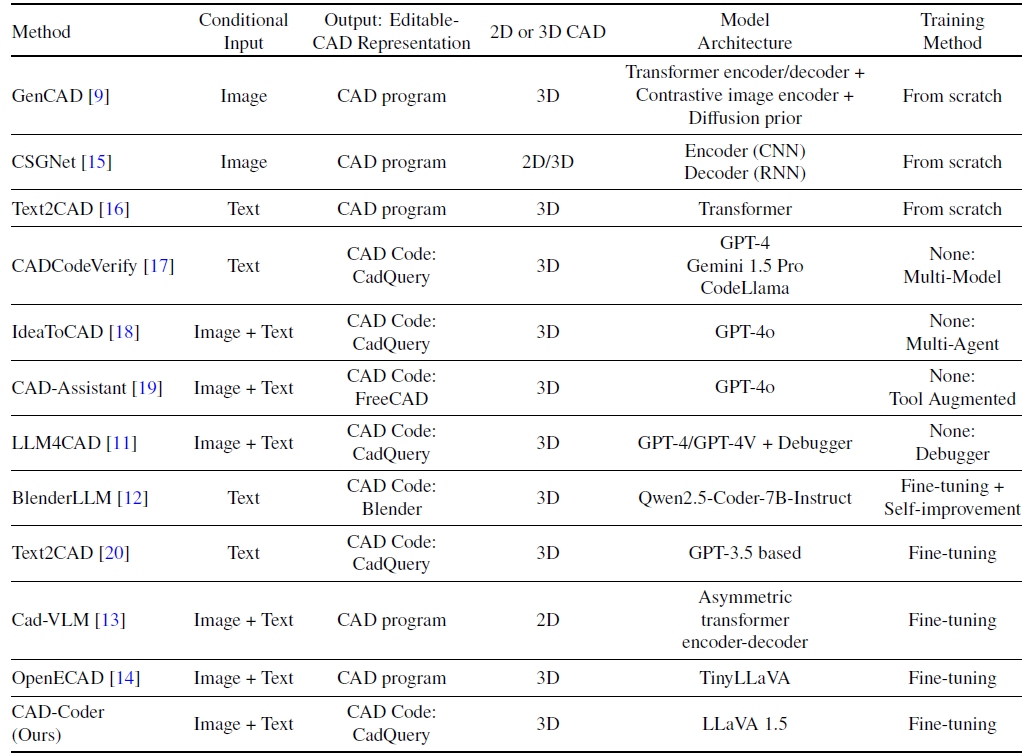 Method Conditional Input Output: Editable-CAD Representation 2D or 3D CAD Model Architecture Training Method
GenCAD [9] Image CAD program 3D Transformer encoder/decoder + Contrastive image encoder + Diffusion prior From scratch
CSGNet [15] Image CAD program 2D/3D Encoder (CNN) Decoder (RNN) From scratch
Text2CAD [16] Text CAD program 3D Transformer From scratch
CADCodeVerify [17] Text CAD Code: CadQuery 3D GPT-4 Gemini 1.5 Pro CodeLlama None: Multi-Model
IdeaToCAD [18] Image + Text CAD Code: CadQuery 3D GPT-4o None: Multi-Agent
CAD-Assistant [19] Image + Text CAD Code: FreeCAD 3D GPT-4o None: Tool Augmented
LLM4CAD [11] Image + Text CAD Code: CadQuery 3D GPT-4/GPT-4V + Debugger None: Debugger
BlenderLLM [12] Text CAD Code: Blender 3D Qwen2.5-Coder-7B-Instruct Fine-tuning + Self-improvement
Text2CAD [20] Text CAD Code: CadQuery 3D GPT-3.5 based Fine-tuning
Cad-VLM [13] Image + Text CAD program 2D Asymmetric transformer encoder-decoder Fine-tuning
OpenECAD [14] Image + Text CAD program 3D TinyLLaVA Fine-tuning
CAD-Coder (Ours) Image + Text CAD Code: CadQuery 3D LLaVA 1.5 Fine-tuning